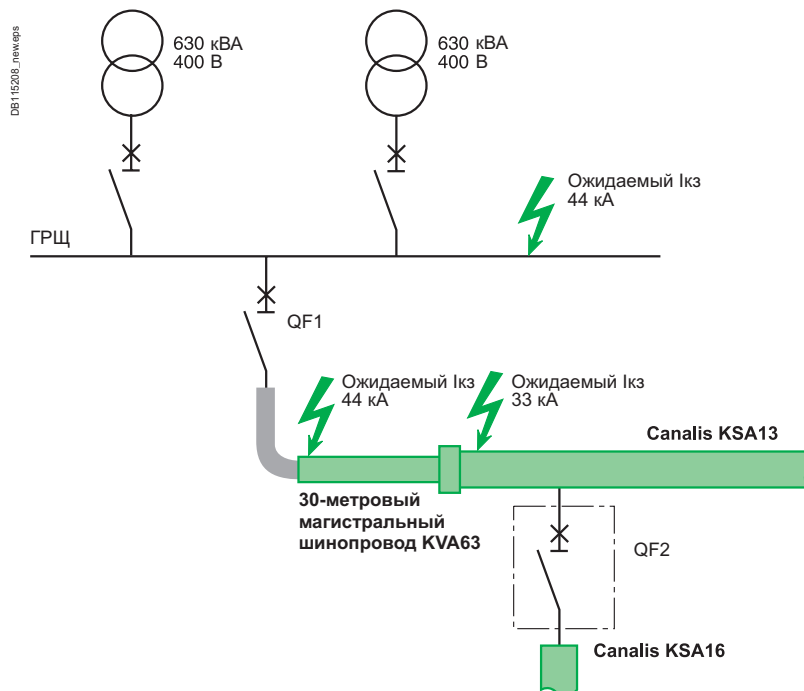 DB115208_new.eps
630 кВА
400 В
630 кВА
400 В
Ожидаемый Iкз
44 кА
ГРЩ
QF1
Ожидаемый Iкз
44 кА
Ожидаемый Iкз
33 кА
Canalis KSA13
30-метровый
магистральный
шинопровод KVA63
QF2
Canalis KSA16